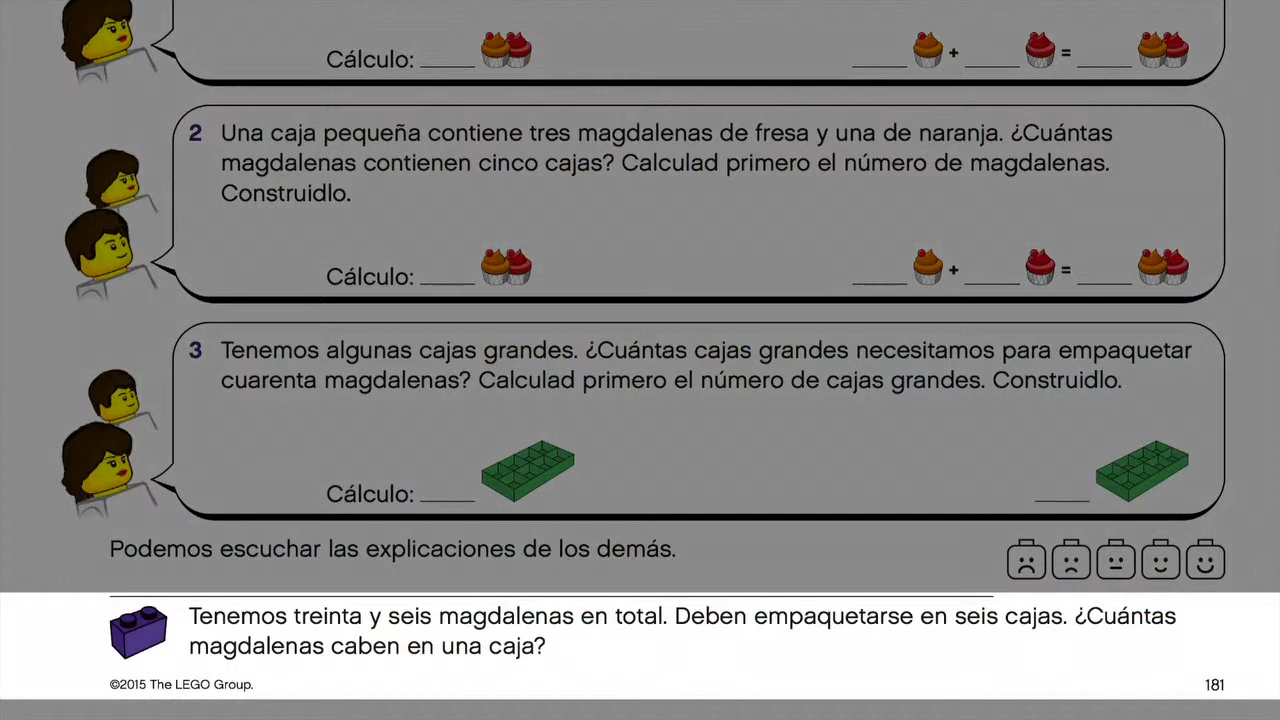 Cálculo: _____ _____ + _____ = _____
2 Una caja pequeña contiene tres magdalenas de fresa y una de naranja. ¿Cuántas
magdalenas contienen cinco cajas? Calculad primero el número de magdalenas.
Construidlo.
Cálculo: _____ _____ + _____ = _____
3 Tenemos algunas cajas grandes. ¿Cuántas cajas grandes necesitamos para empaquetar
cuarenta magdalenas? Calculad primero el número de cajas grandes. Construidlo.
Cálculo: _____ _____
Podemos escuchar las explicaciones de los demás.
Tenemos treinta y seis magdalenas en total. Deben empaquetarse en seis cajas. ¿Cuántas
magdalenas caben en una caja?
©2015 The LEGO Group. 181